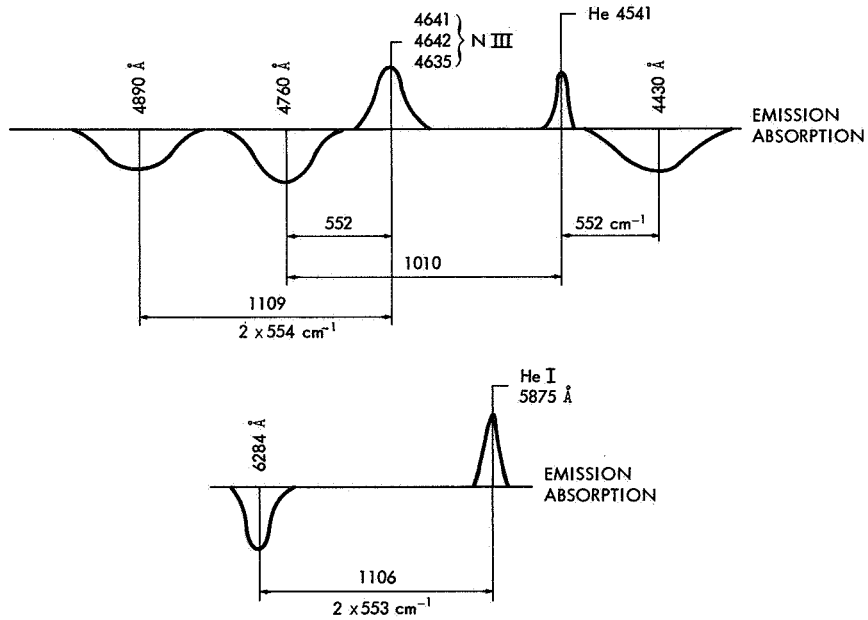 4641
4642 } N III
4635
He 4541
4890 Å
4760 Å
4430 Å
EMISSION
ABSORPTION
552
552 cm⁻¹
1010
1109
2 x 554 cm⁻¹
He I
5875 Å
6284 Å
EMISSION
ABSORPTION
1106
2 x 553 cm⁻¹